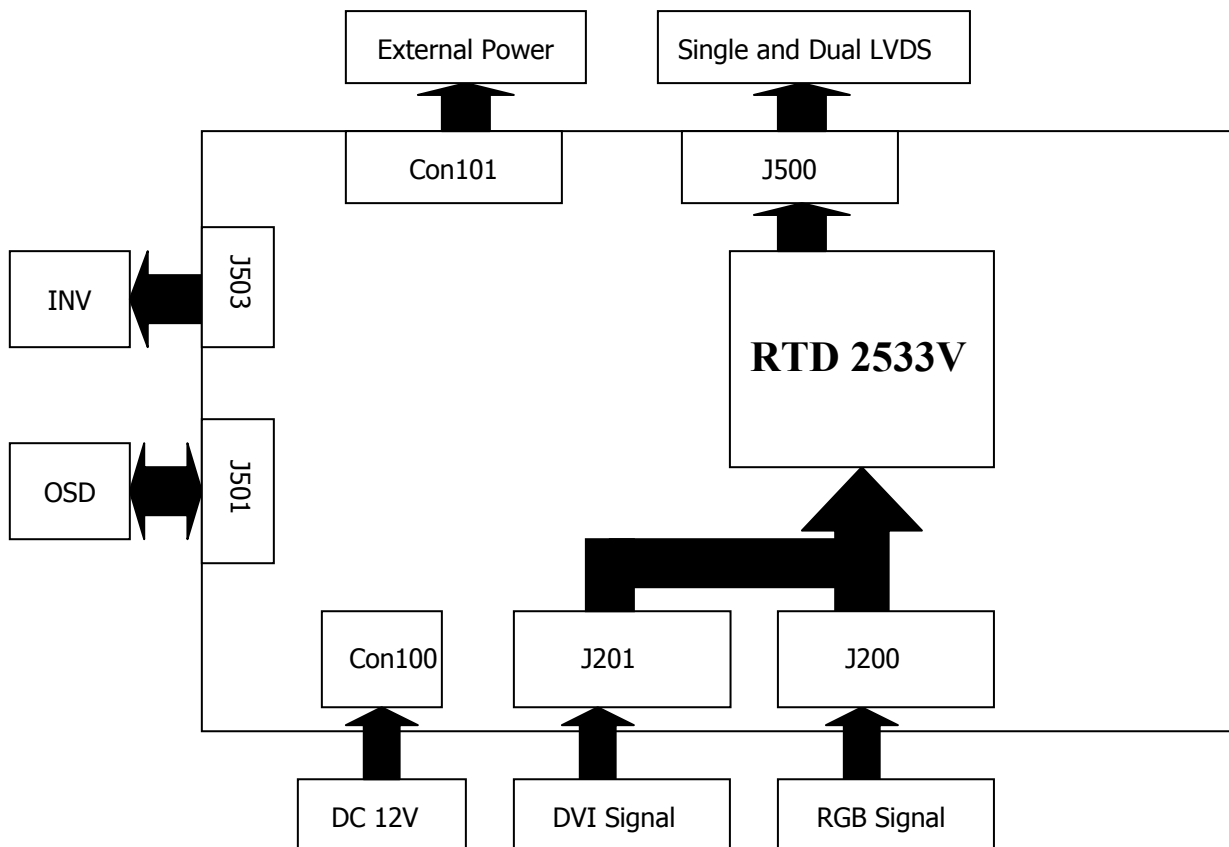 External Power
Single and Dual LVDS
Con101
J500
J503
INV
RTD 2533V
J501
OSD
Con100
J201
J200
DC 12V
DVI Signal
RGB Signal